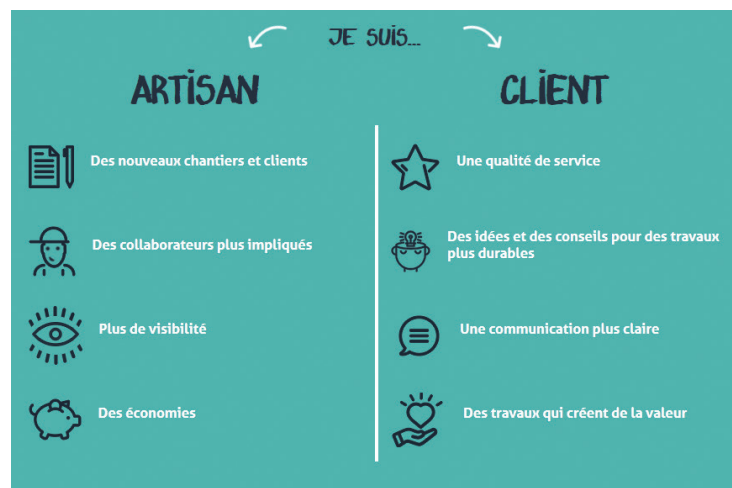 JE SUiS...
ARTiSAN
Des nouveaux chantiers et clients
Des collaborateurs plus impliqués
Plus de visibilité
Des économies
CLiENT
Une qualité de service
Des idées et des conseils pour des travaux
plus durables
Une communication plus claire
Des travaux qui créent de la valeur